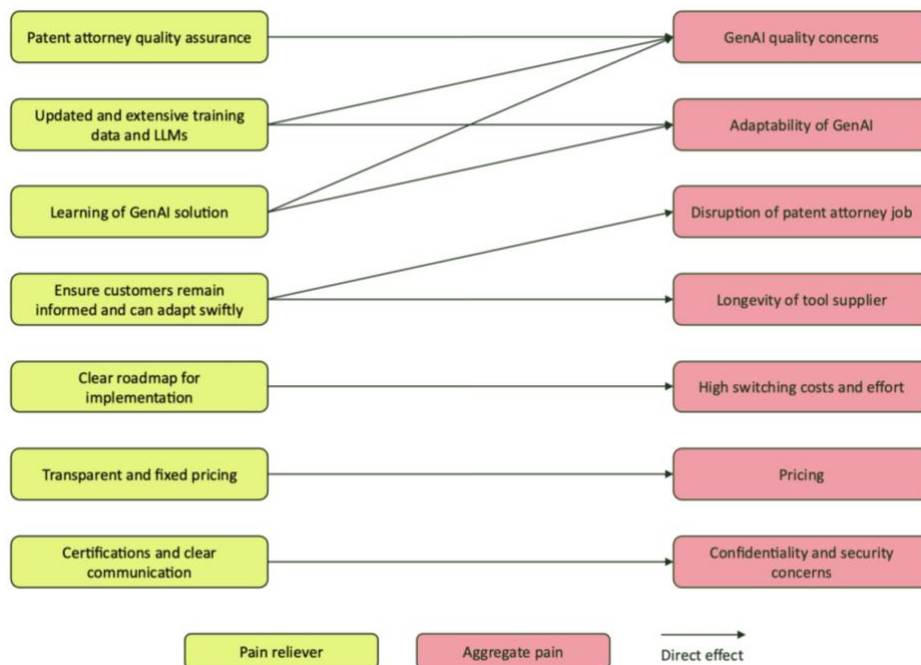 Patent attorney quality assurance
GenAI quality concerns
Updated and extensive training
data and LLMs
Adaptability of GenAI
Learning of GenAI solution
Disruption of patent attorney job
Ensure customers remain
informed and can adapt swiftly
Longevity of tool supplier
Clear roadmap for
implementation
High switching costs and effort
Transparent and fixed pricing
Pricing
Certifications and clear
communication
Confidentiality and security
concerns
Pain reliever
Aggregate pain
Direct effect